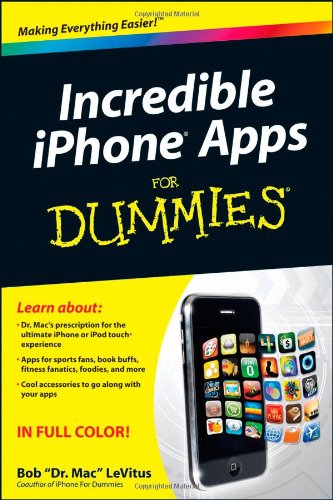 Making Everything Easier!™
Incredible
iPhone® Apps
FOR
DUMMIES®
Learn about:
• Dr. Mac's prescription for the
ultimate iPhone or iPod touch®
experience
• Apps for sports fans, book buffs,
fitness fanatics, foodies, and more
• Cool accessories to go along with
your apps
IN FULL COLOR!
Bob "Dr. Mac" LeVitus
Coauthor of iPhone For Dummies